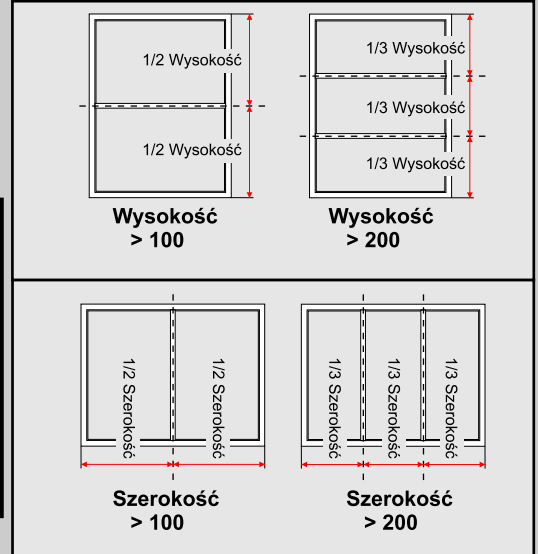 1/2 Wysokość
1/2 Wysokość
Wysokość
> 100
1/3 Wysokość
1/3 Wysokość
1/3 Wysokość
Wysokość
> 200
1/2 Szerokość
1/2 Szerokość
Szerokość
> 100
1/3 Szerokość
1/3 Szerokość
1/3 Szerokość
Szerokość
> 200